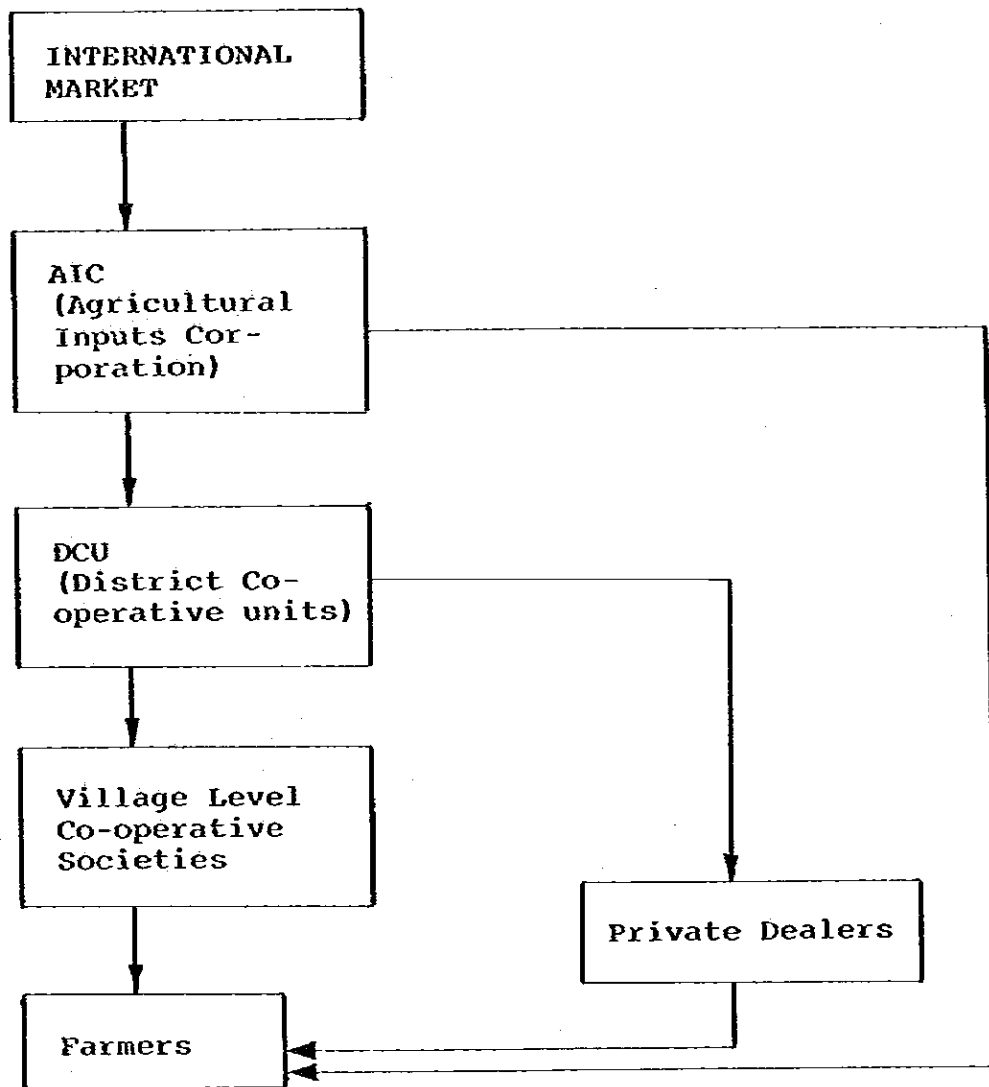 INTERNATIONAL
MARKET
AIC
(Agricultural
Inputs Cor-
poration)
DCU
(District Co-
operative units)
Village Level
Co-operative
Societies
Private Dealers
Farmers